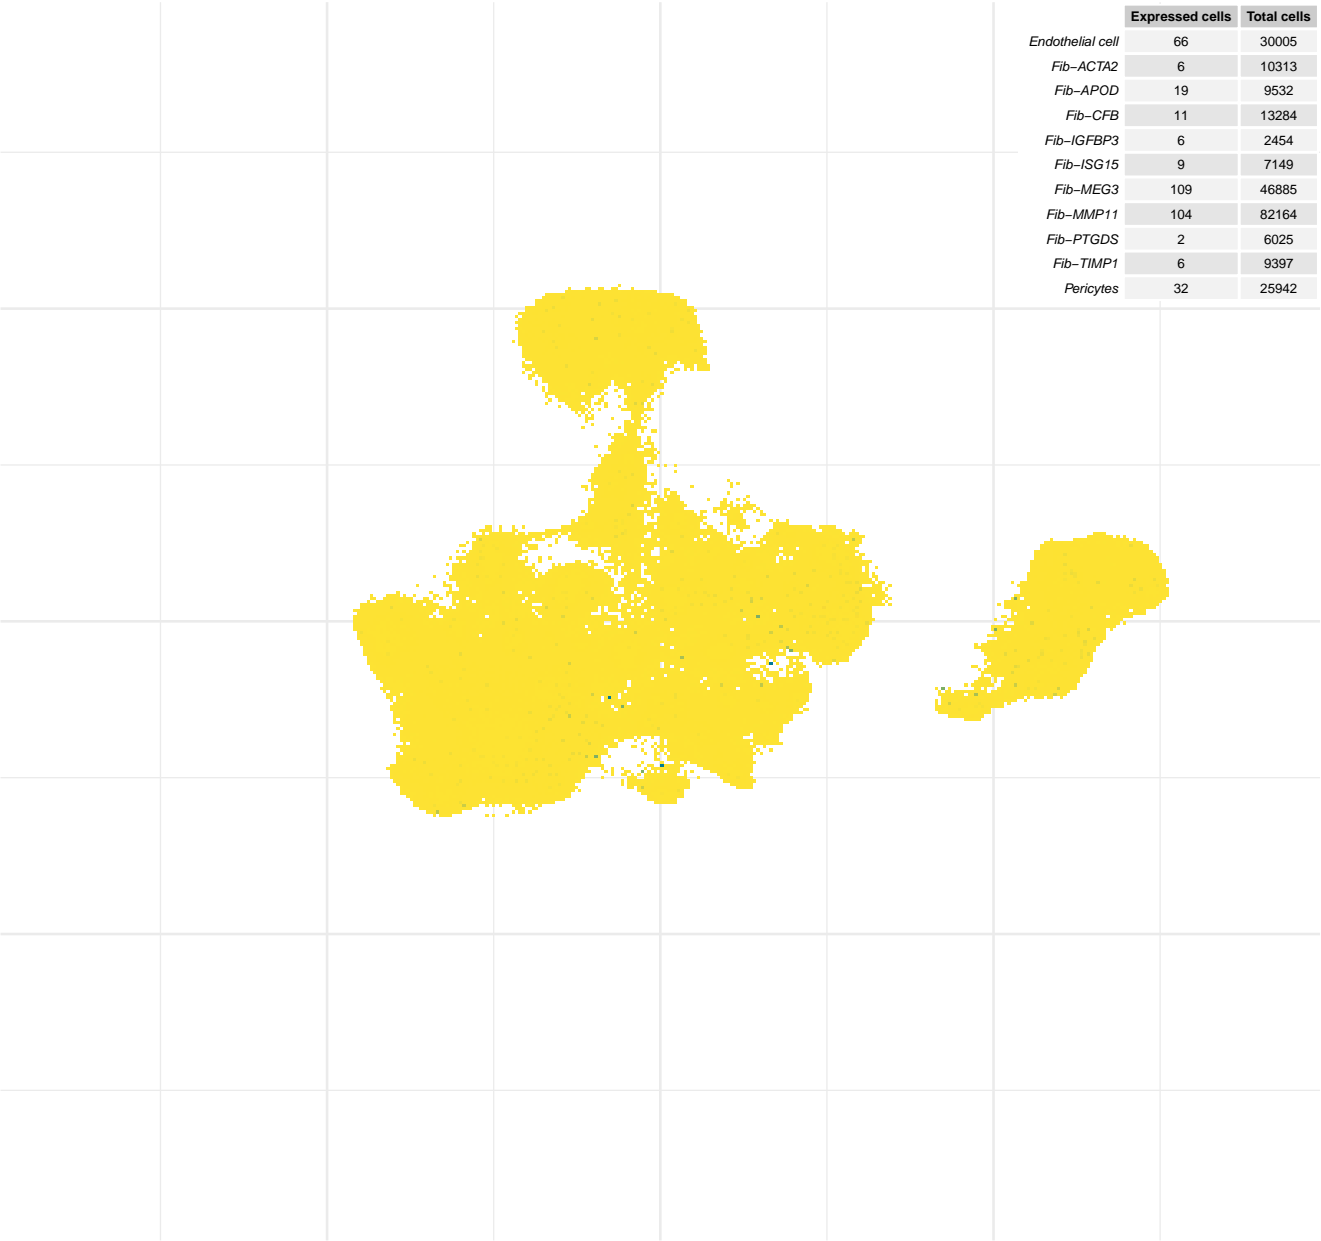 Expressed cells Total cells
Endothelial cell 66 30005
Fib−ACTA2 6 10313
Fib−APOD 19 9532
Fib−CFB 11 13284
Fib−IGFBP3 6 2454
Fib−ISG15 9 7149
Fib−MEG3 109 46885
Fib−MMP11 104 82164
Fib−PTGDS 2 6025
Fib−TIMP1 6 9397
Pericytes 32 25942